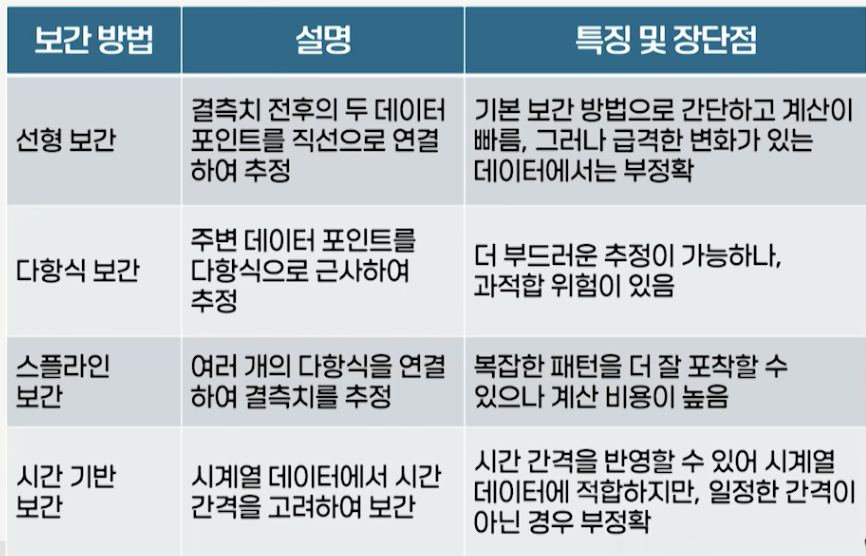 보간 방법
설명
특징 및 장단점
선형 보간
결측치 전후의 두 데이터
포인트를 직선으로 연결
하여 추정
기본 보간 방법으로 간단하고 계산이
빠름, 그러나 급격한 변화가 있는
데이터에서는 부정확
다항식 보간
주변 데이터 포인트를
다항식으로 근사하여
추정
더 부드러운 추정이 가능하나,
과적합 위험이 있음
스플라인
보간
여러 개의 다항식을 연결
하여 결측치를 추정
복잡한 패턴을 더 잘 포착할 수
있으나 계산 비용이 높음
시간 기반
보간
시계열 데이터에서 시간
간격을 고려하여 보간
시간 간격을 반영할 수 있어 시계열
데이터에 적합하지만, 일정한 간격이
아닌 경우 부정확